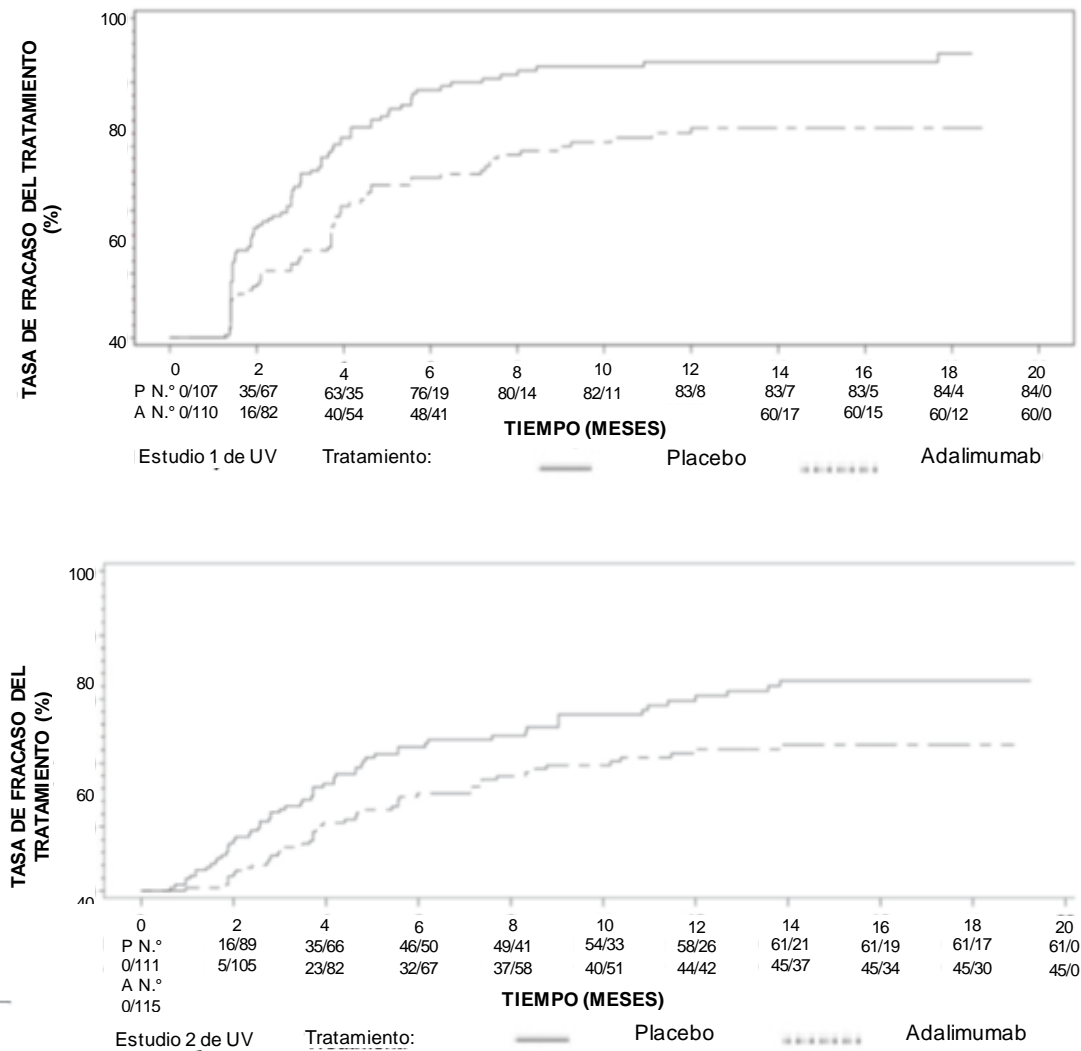 100
80
60
40
TASA DE FRACASO DEL TRATAMIENTO
(%)
0 2 4 6 8 10 12 14 16 18 20
P N.° 0/107 35/67 63/35 76/19 80/14 82/11 83/8 83/7 83/5 84/4 84/0
A N.° 0/110 16/82 40/54 48/41 60/17 60/15 60/12 60/0
TIEMPO (MESES)
Estudio 1 de UV Tratamiento: Placebo Adalimumab
100
80
60
40
TASA DE FRACASO DEL
TRATAMIENTO (%)
0 2 4 6 8 10 12 14 16 18 20
P N.° 16/89 35/66 46/50 49/41 54/33 58/26 61/21 61/19 61/17 61/0
0/111 5/105 23/82 32/67 37/58 40/51 44/42 45/37 45/34 45/30 45/0
A N.°
0/115
TIEMPO (MESES)
Estudio 2 de UV Tratamiento: Placebo Adalimumab